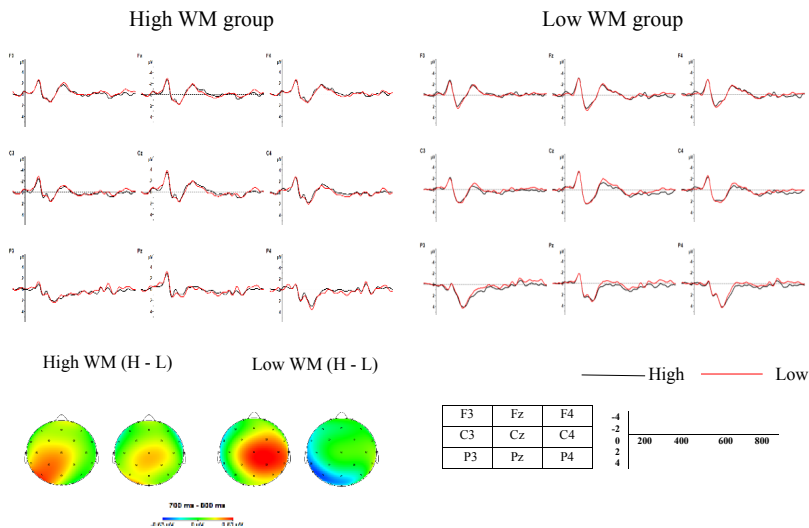 High WM group
Low WM group
F3 Fz F4
F3 Fz F4
C3 Cz C4
C3 Cz C4
P3 Pz P4
P3 Pz P4
High WM (H - L)
Low WM (H - L)
High
Low
F3 Fz F4
C3 Cz C4
P3 Pz P4
-4
-2
0
2
4
200 400 600 800
700 ms - 800 ms